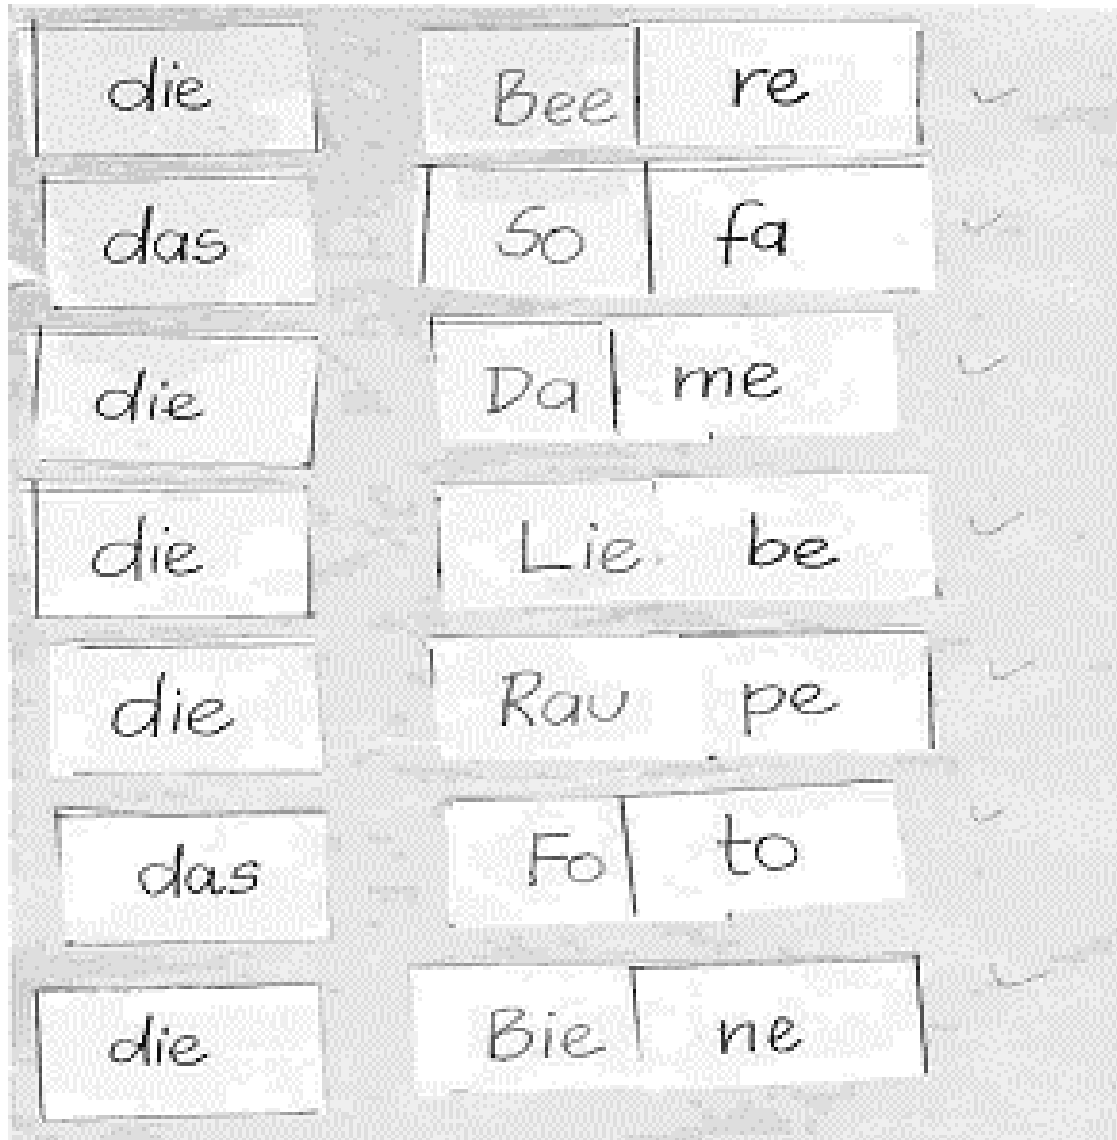 die Bee re
das So fa
die Da me
die Lie be
die Rau pe
das Fo to
die Bie ne